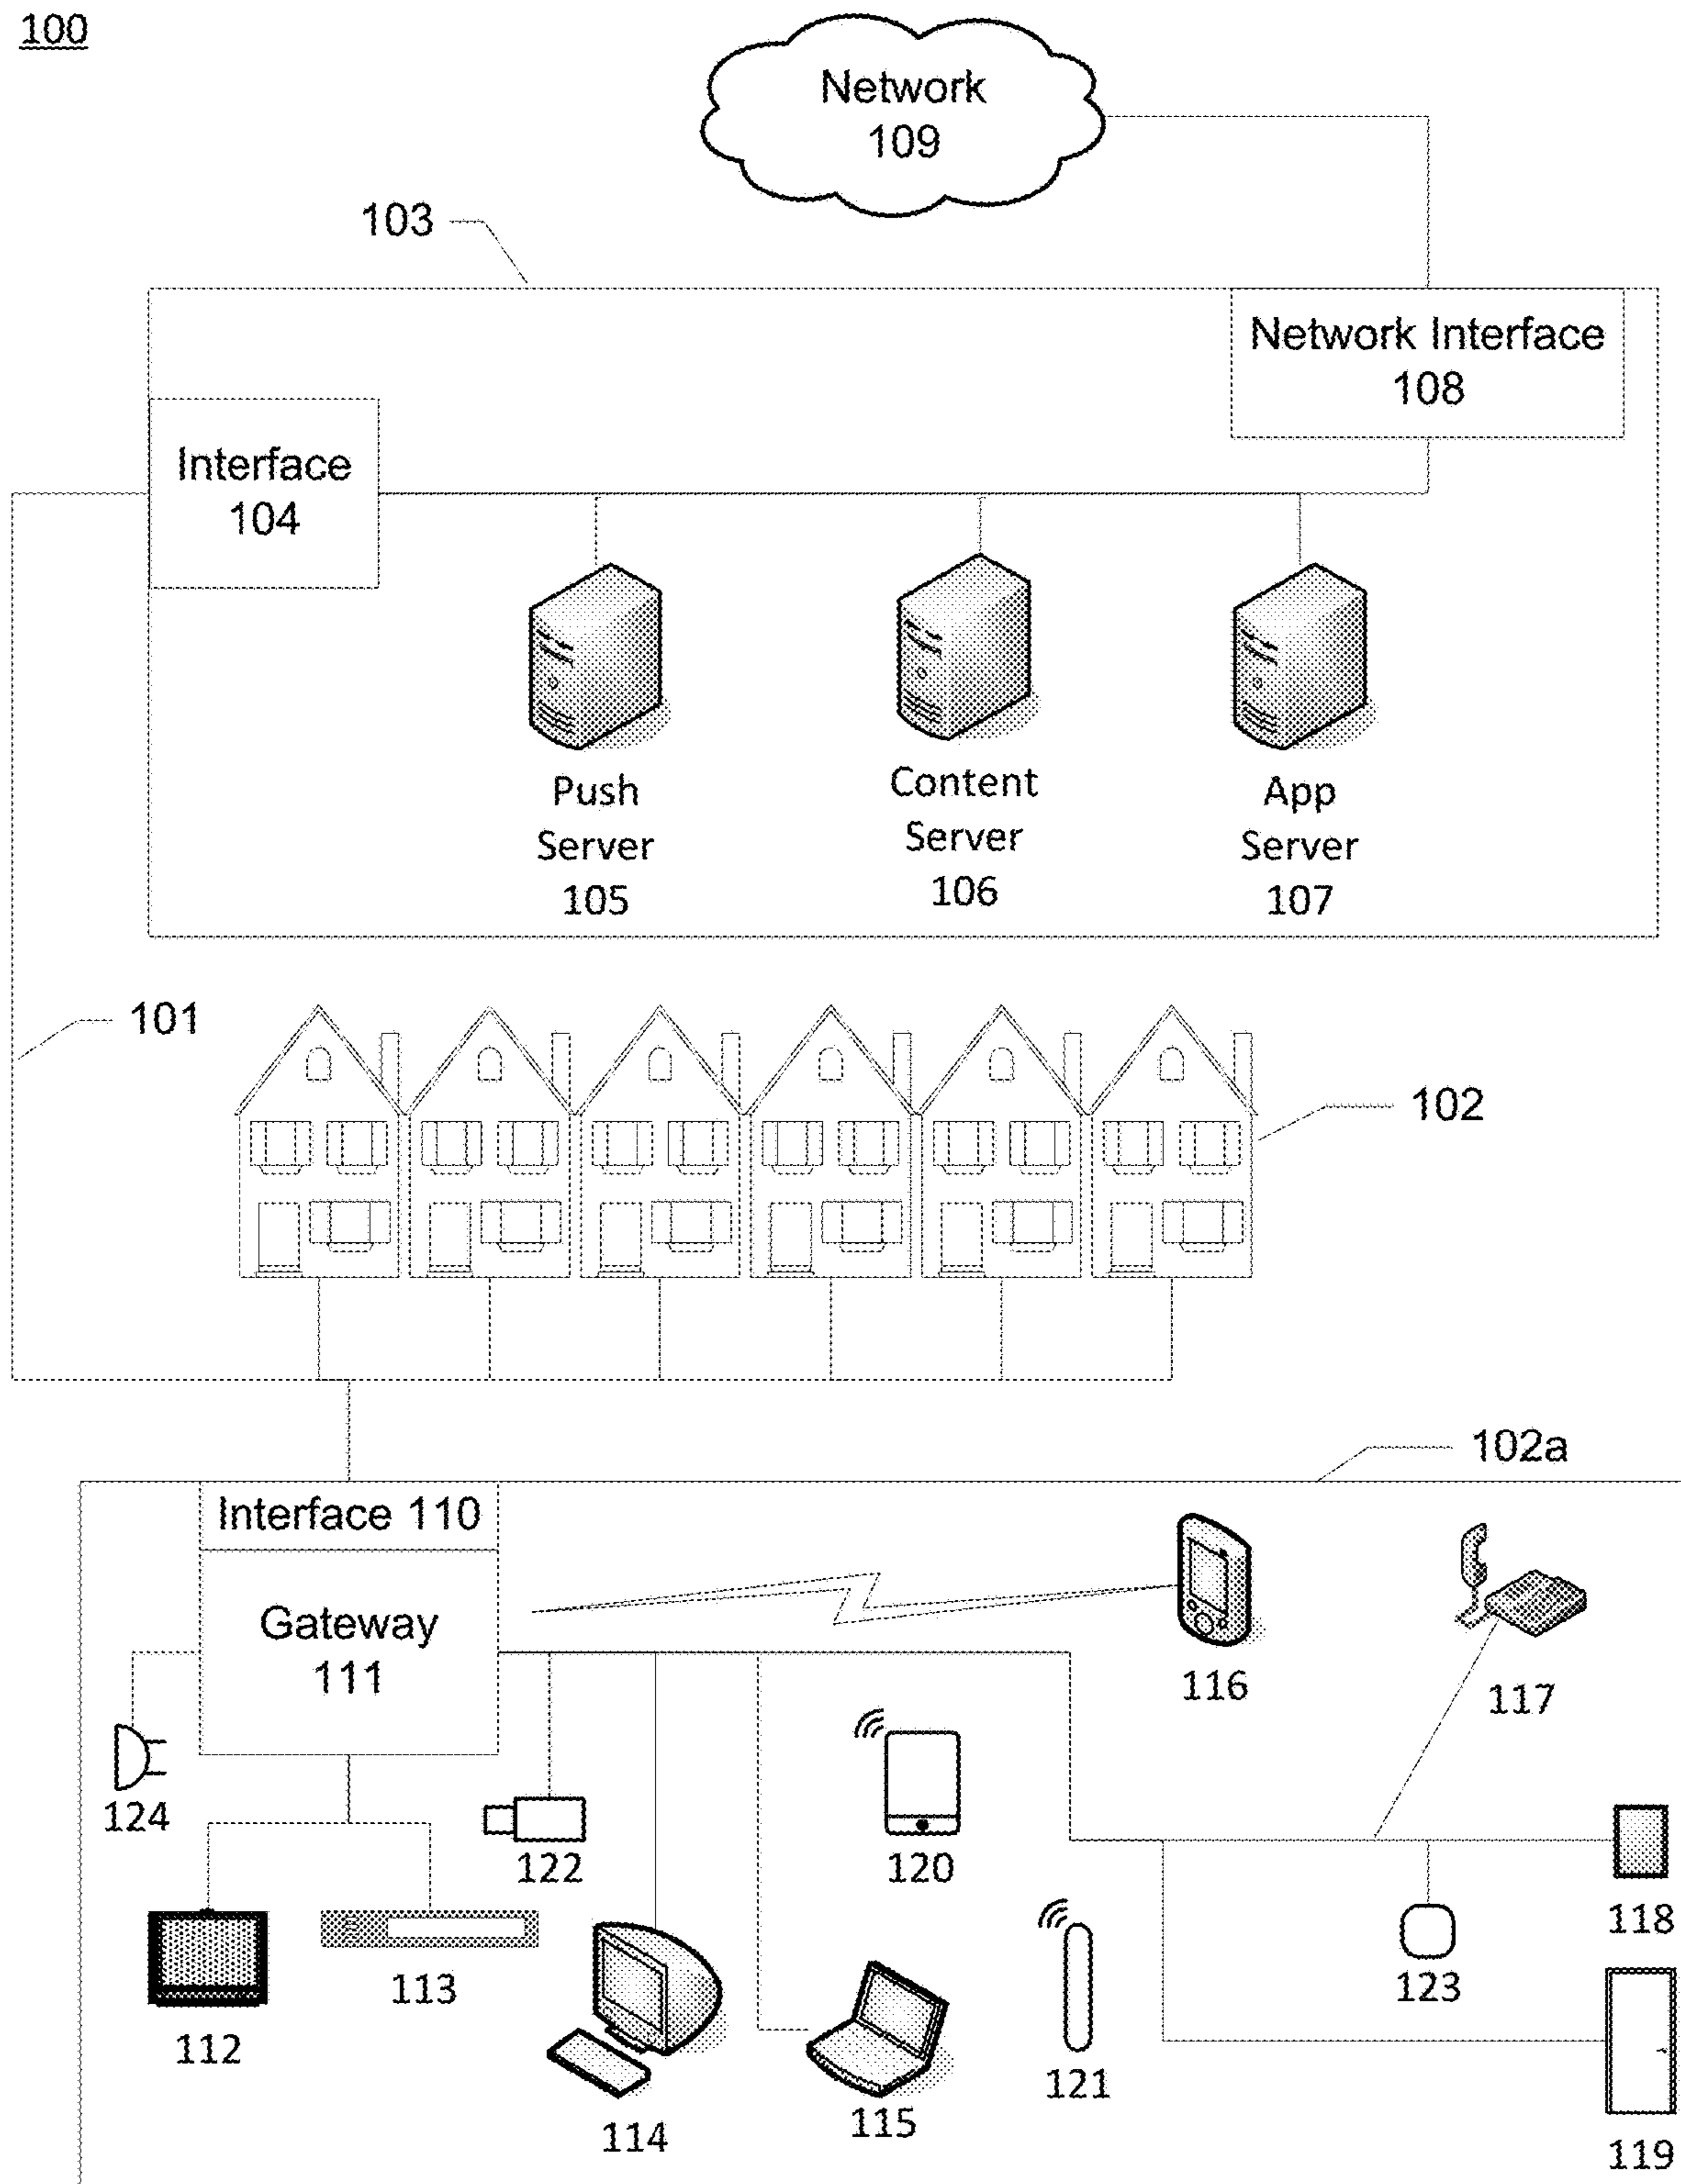 100
Network
109
103
Network Interface
108
Interface
104
Push
Server
105
Content
Server
106
App
Server
107
101
102
102a
Interface 110
Gateway
111
116
117
124
122
120
118
112
113
123
114
115
121
119